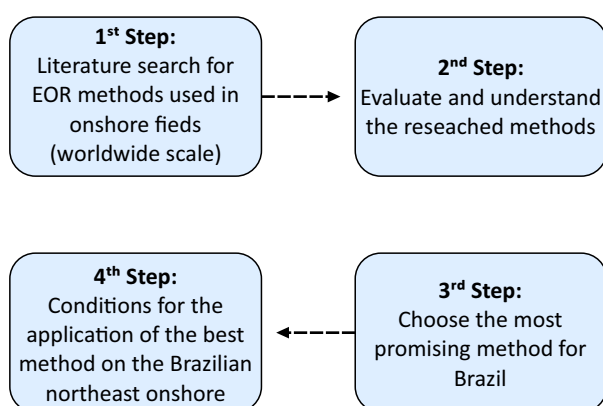 1st Step:
Literature search for
EOR methods used in
onshore fieds
(worldwide scale)
2nd Step:
Evaluate and understand
the reseached methods
3rd Step:
Choose the most
promising method for
Brazil
4th Step:
Conditions for the
application of the best
method on the Brazilian
northeast onshore